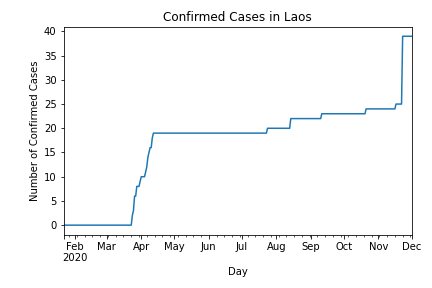 Confirmed Cases in Laos
Number of Confirmed Cases
40
35
30
25
20
15
10
5
0
Feb Mar Apr May Jun Jul Aug Sep Oct Nov Dec
2020
Day